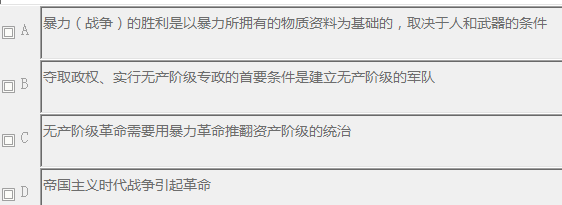 A 暴力（战争）的胜利是以暴力所拥有的物质资料为基础的，取决于人和武器的条件
B 夺取政权、实行无产阶级专政的首要条件是建立无产阶级的军队
C 无产阶级革命需要用暴力革命推翻资产阶级的统治
D 帝国主义时代战争引起革命